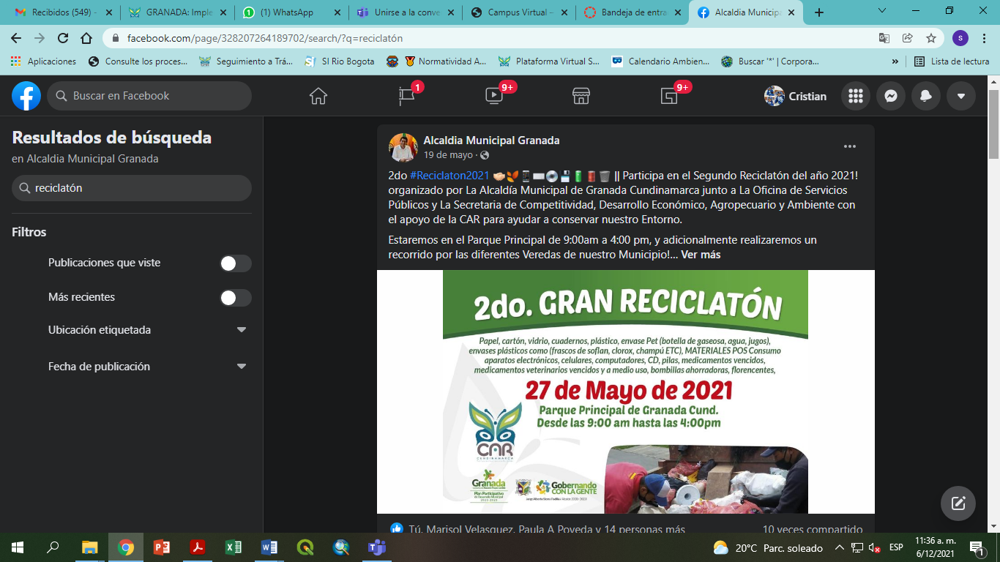 Recibidos (549) -
GRANADA: Imple
(1) WhatsApp
Unirse a la conve
Campus Virtual –
Bandeja de entra
Alcaldia Municipa
facebook.com/page/328207264189702/search/?q=reciclatón
S
Aplicaciones
Consulte los proces...
Seguimiento a Trá...
SI Rio Bogota
Normatividad A...
Plataforma Virtual S...
Calendario Ambien...
Buscar '*' | Corpora...
»
Lista de lectura
Buscar en Facebook
1
9+
9+
Cristian
Resultados de búsqueda
en Alcaldia Municipal Granada
reciclatón
Filtros
Publicaciones que viste
Más recientes
Ubicación etiquetada
Fecha de publicación
Alcaldia Municipal Granada
19 de mayo ·
2do #Reciclaton2021 || Participa en el Segundo Reciclatón del año 2021!
organizado por La Alcaldía Municipal de Granada Cundinamarca junto a La Oficina de Servicios
Públicos y La Secretaria de Competitividad, Desarrollo Económico, Agropecuario y Ambiente con
el apoyo de la CAR para ayudar a conservar nuestro Entorno.
Estaremos en el Parque Principal de 9:00am a 4:00 pm, y adicionalmente realizaremos un
recorrido por las diferentes Veredas de nuestro Municipio!... Ver más
2do. GRAN RECICLATÓN
Papel, cartón, vidrio, cuadernos, plástico, envase Pet (botella de gaseosa, agua, jugos),
envases plásticos como (frascos de soflan, clorox, champú ETC), MATERIALES POS Consumo
aparatos electrónicos, celulares, computadores, CD, pilas, medicamentos vencidos,
medicamentos veterinarios vencidos y a medio uso, bombillas ahorradoras, florencentes,
27 de Mayo de 2021
Parque Principal de Granada Cund.
Desde las 9:00 am hasta las 4:00pm
CAR
CUNDINAMARCA
Granada
Plan Participativo
de Desarrollo Municipal
2020-2023
Gobernando
CON LA GENTE
Tú, Marisol Velasquez, Paula A Poveda y 14 personas más
10 veces compartido
20°C Parc. soleado
ESP
11:36 a. m.
6/12/2021
1